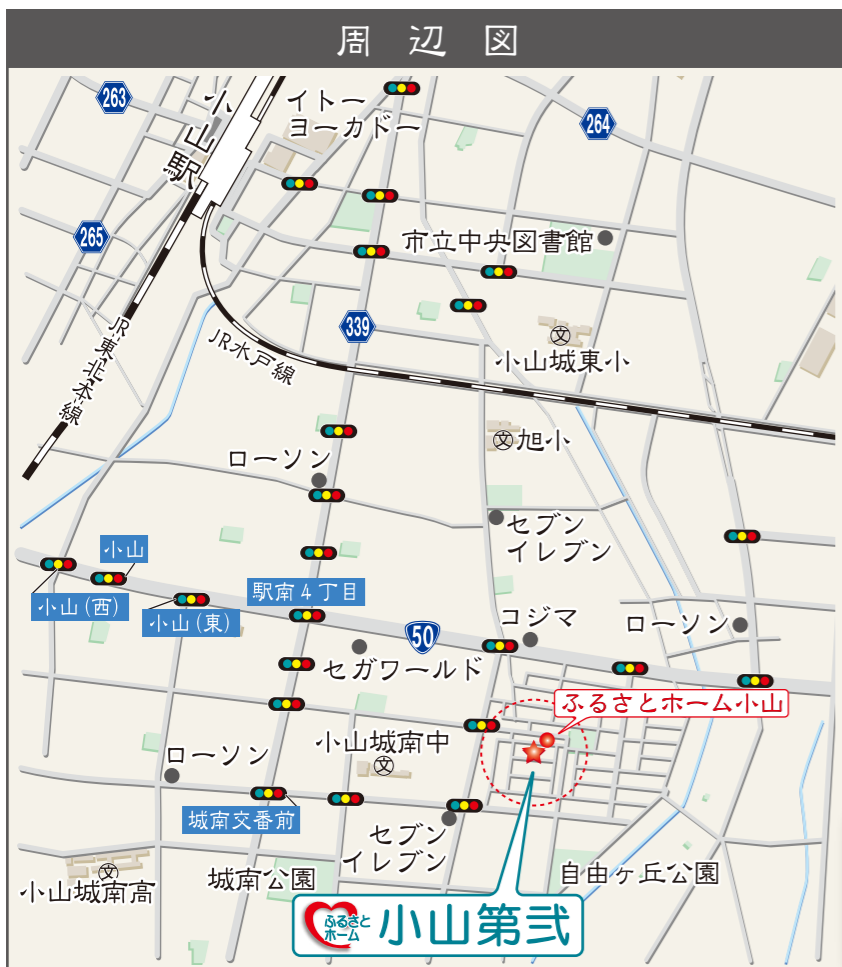 周辺図
263
小山駅
イトー
ヨーカドー
264
265
市立中央図書館
339
JR東北本線
JR水戸線
文
小山城東小
文
旭小
ローソン
セブン
イレブン
小山
小山(西)
小山(東)
駅南4丁目
50
コジマ
ローソン
セガワールド
ふるさとホーム小山
小山城南中
文
ローソン
城南交番前
セブン
イレブン
文
小山城南高
城南公園
自由ヶ丘公園
ふるさと
ホーム
小山第弐